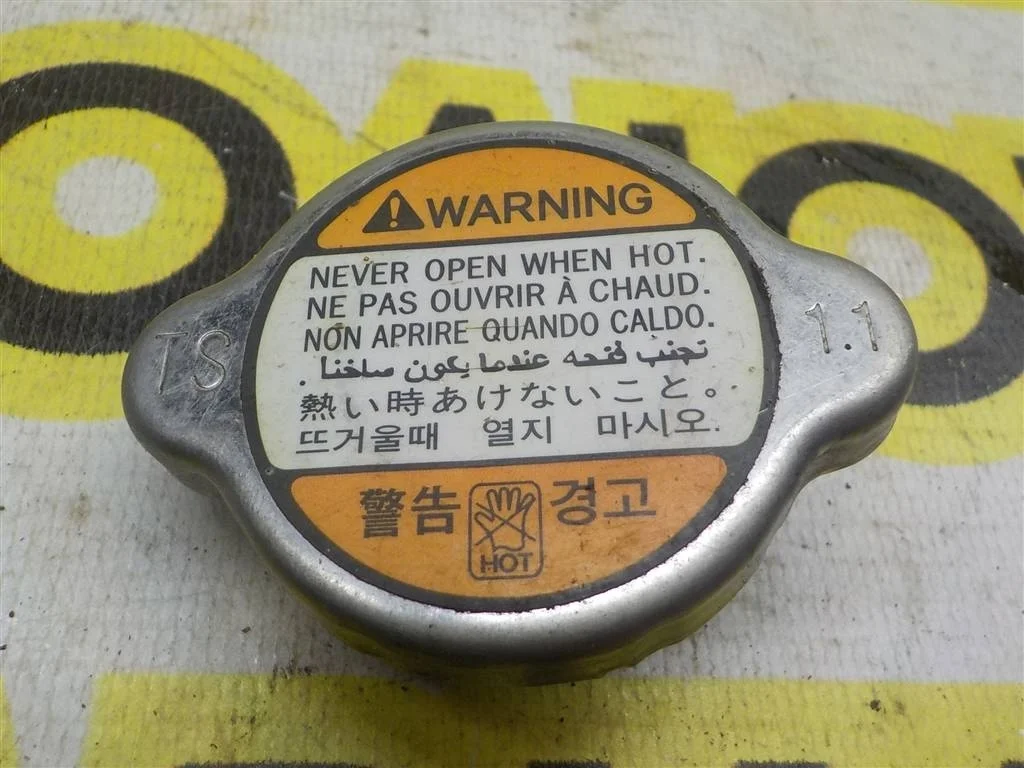 WARNING
NEVER OPEN WHEN HOT.
NE PAS OUVRIR À CHAUD.
NON APRIRE QUANDO CALDO.
تجنب فتحه عندما يكون ساخنا .
熱い時あけないこと。
뜨거울때 열지 마시오.
警告 HOT 경고
TS
1.1